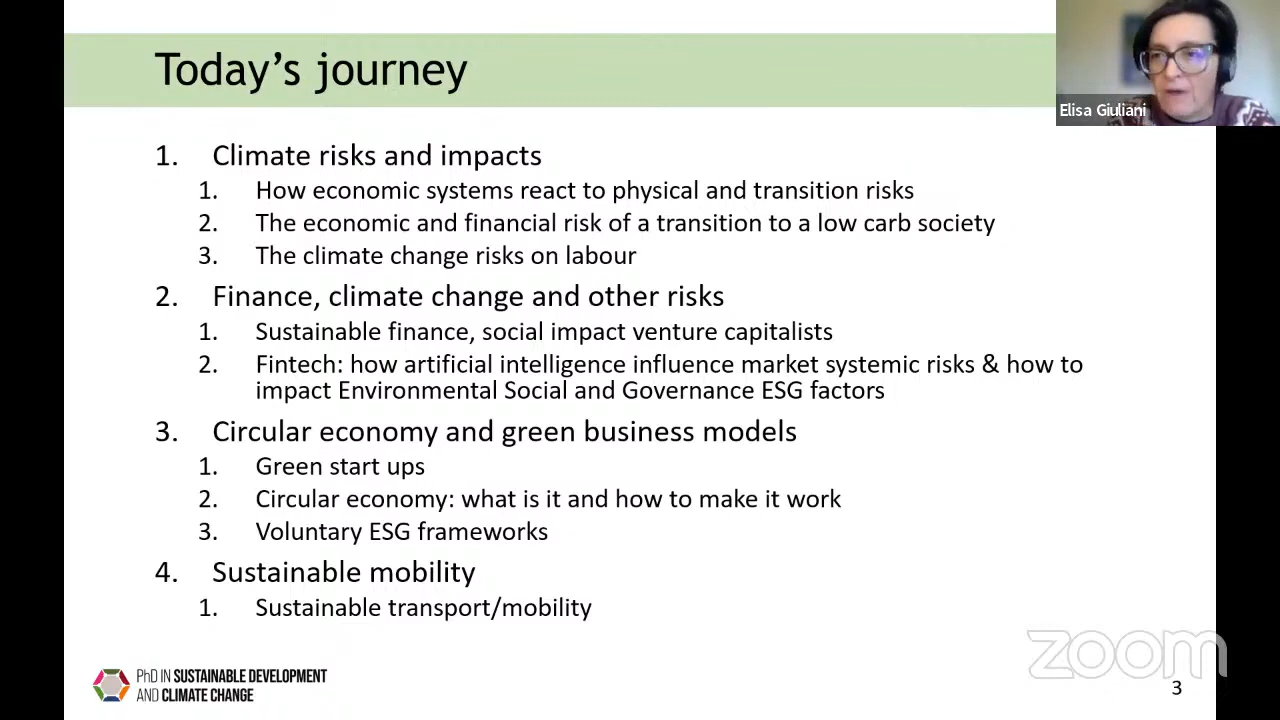 Today's journey
Elisa Giuliani
1. Climate risks and impacts
1. How economic systems react to physical and transition risks
2. The economic and financial risk of a transition to a low carb society
3. The climate change risks on labour
2. Finance, climate change and other risks
1. Sustainable finance, social impact venture capitalists
2. Fintech: how artificial intelligence influence market systemic risks & how to
impact Environmental Social and Governance ESG factors
3. Circular economy and green business models
1. Green start ups
2. Circular economy: what is it and how to make it work
3. Voluntary ESG frameworks
4. Sustainable mobility
1. Sustainable transport/mobility
PhD IN SUSTAINABLE DEVELOPMENT
AND CLIMATE CHANGE
zoom
3